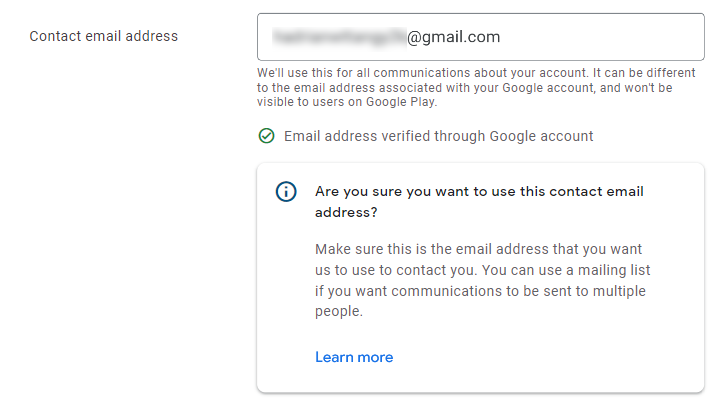 Contact email address
@gmail.com
We'll use this for all communications about your account. It can be different
to the email address associated with your Google account, and won't be
visible to users on Google Play.
Email address verified through Google account
Are you sure you want to use this contact email
address?
Make sure this is the email address that you want
us to use to contact you. You can use a mailing list
if you want communications to be sent to multiple
people.
Learn more